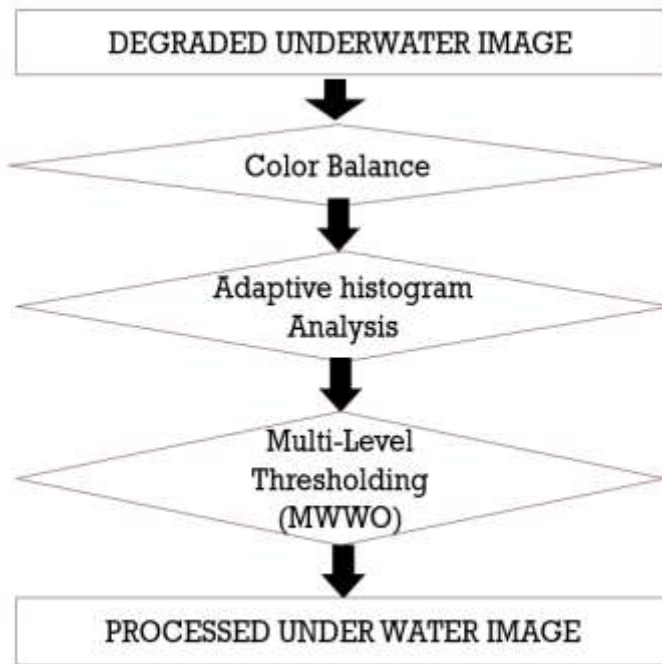 DEGRADED UNDERWATER IMAGE
Color Balance
Adaptive histogram
Analysis
Multi-Level
Thresholding
(MWWO)
PROCESSED UNDER WATER IMAGE